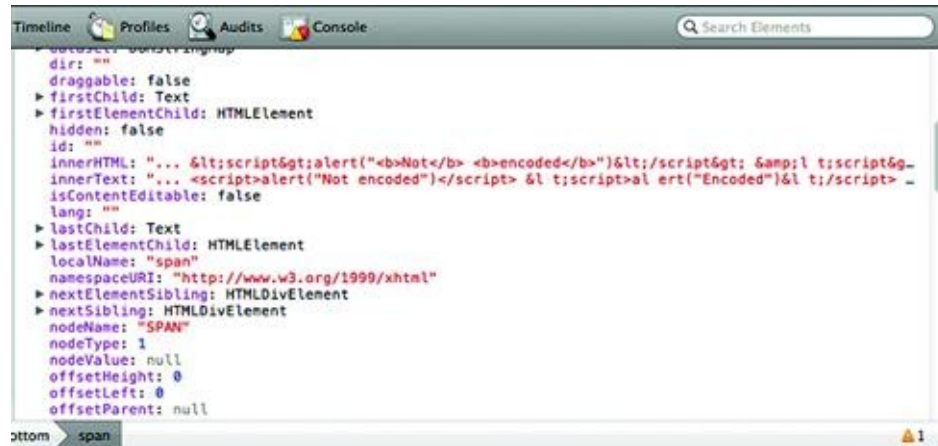 Timeline Profiles Audits Console Search Elements
dataset: DOMStringMap
dir: ""
draggable: false
firstChild: Text
firstElementChild: HTMLElement
hidden: false
id: ""
innerHTML: "... &lt;script&gt;alert("<b>Not</b> <b>encoded</b>")&lt;/script&gt; &amp;l t;script&g…
innerText: "... <script>alert("Not encoded")</script> &l t;script>al ert("Encoded")&l t;/script> …
isContentEditable: false
lang: ""
lastChild: Text
lastElementChild: HTMLElement
localName: "span"
namespaceURI: "http://www.w3.org/1999/xhtml"
nextElementSibling: HTMLDivElement
nextSibling: HTMLDivElement
nodeName: "SPAN"
nodeType: 1
nodeValue: null
offsetHeight: 0
offsetLeft: 0
offsetParent: null
ottom span 1